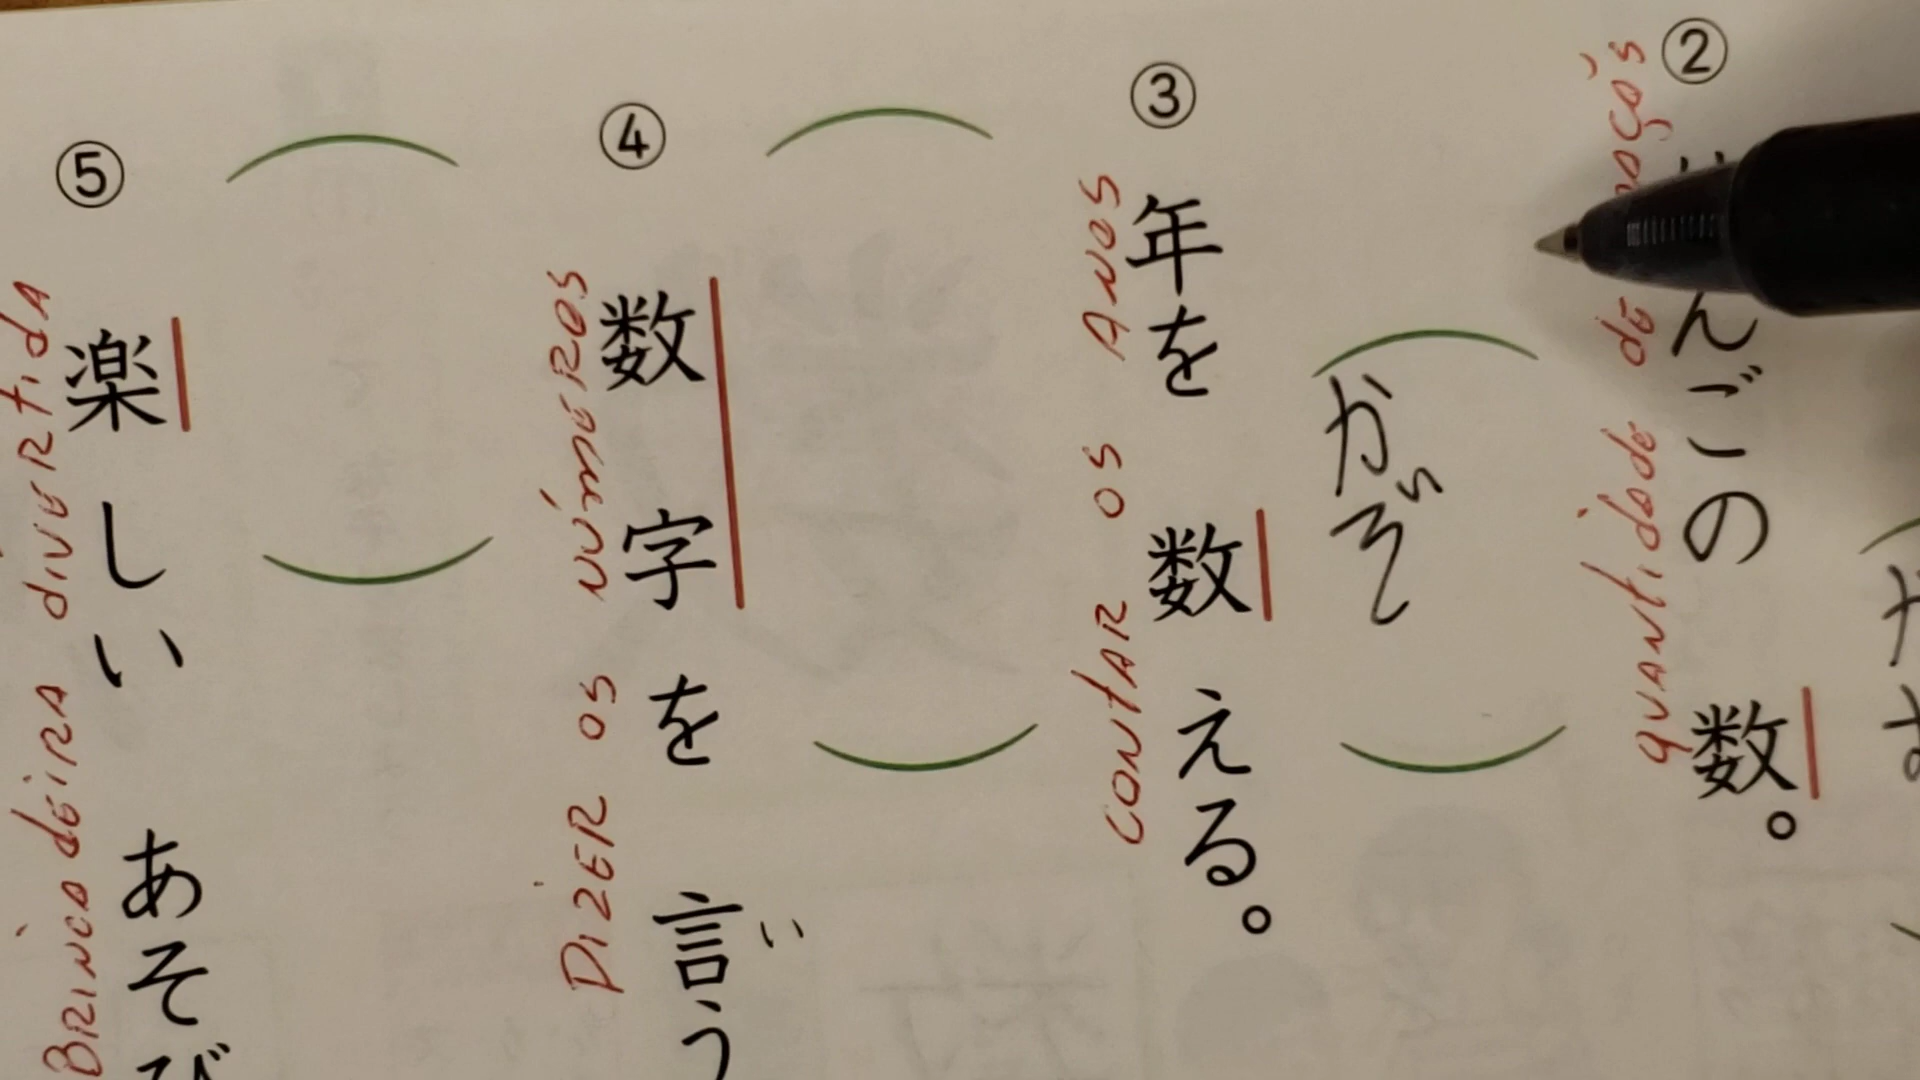 ②
んごの数。
quantidade de
かぞ
③
年を数える。
contar os Anos
④
数字を言う
い
Dizer os números
⑤
楽しいあそび
Brincadeira divertida